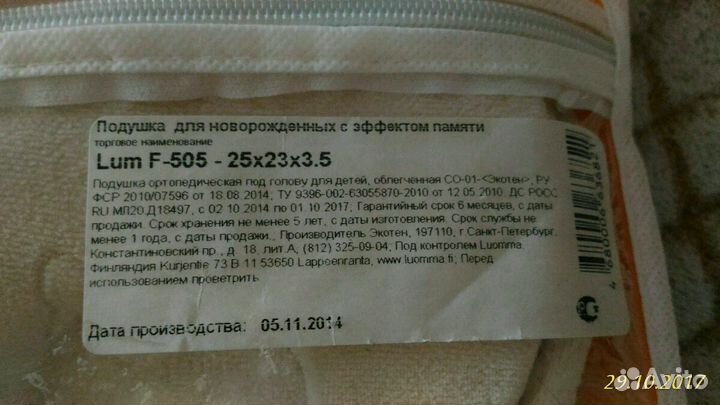 Подушка для новорожденных с эффектом памяти
торговое наименование
Lum F-505 - 25x23x3.5
Подушка ортопедическая под голову для детей, облегченная СО-01-<Экотен>, РУ
ФСР 2010/07596 от 18.08.2014; ТУ 9396-002-63055870-2010 от 12.05.2010; ДС РОСС
RU МЛ20.Д18497, с 02.10.2014 по 01.10.2017; Гарантийный срок 6 месяцев, с даты
продажи. Срок хранения не менее 5 лет, с даты изготовления. Срок службы не
менее 1 года, с даты продажи., Производитель Экотен, 197110, г.Санкт-Петербург,
Константиновский пр., д. 18, лит.А, (812) 325-09-04; Под контролем Luomma,
Финляндия Kurjentie 73 B 11 53650 Lappeenranta, www.luomma.fi; Перед
использованием проветрить
Дата производства: 05.11.2014
29.10.2017
Avito